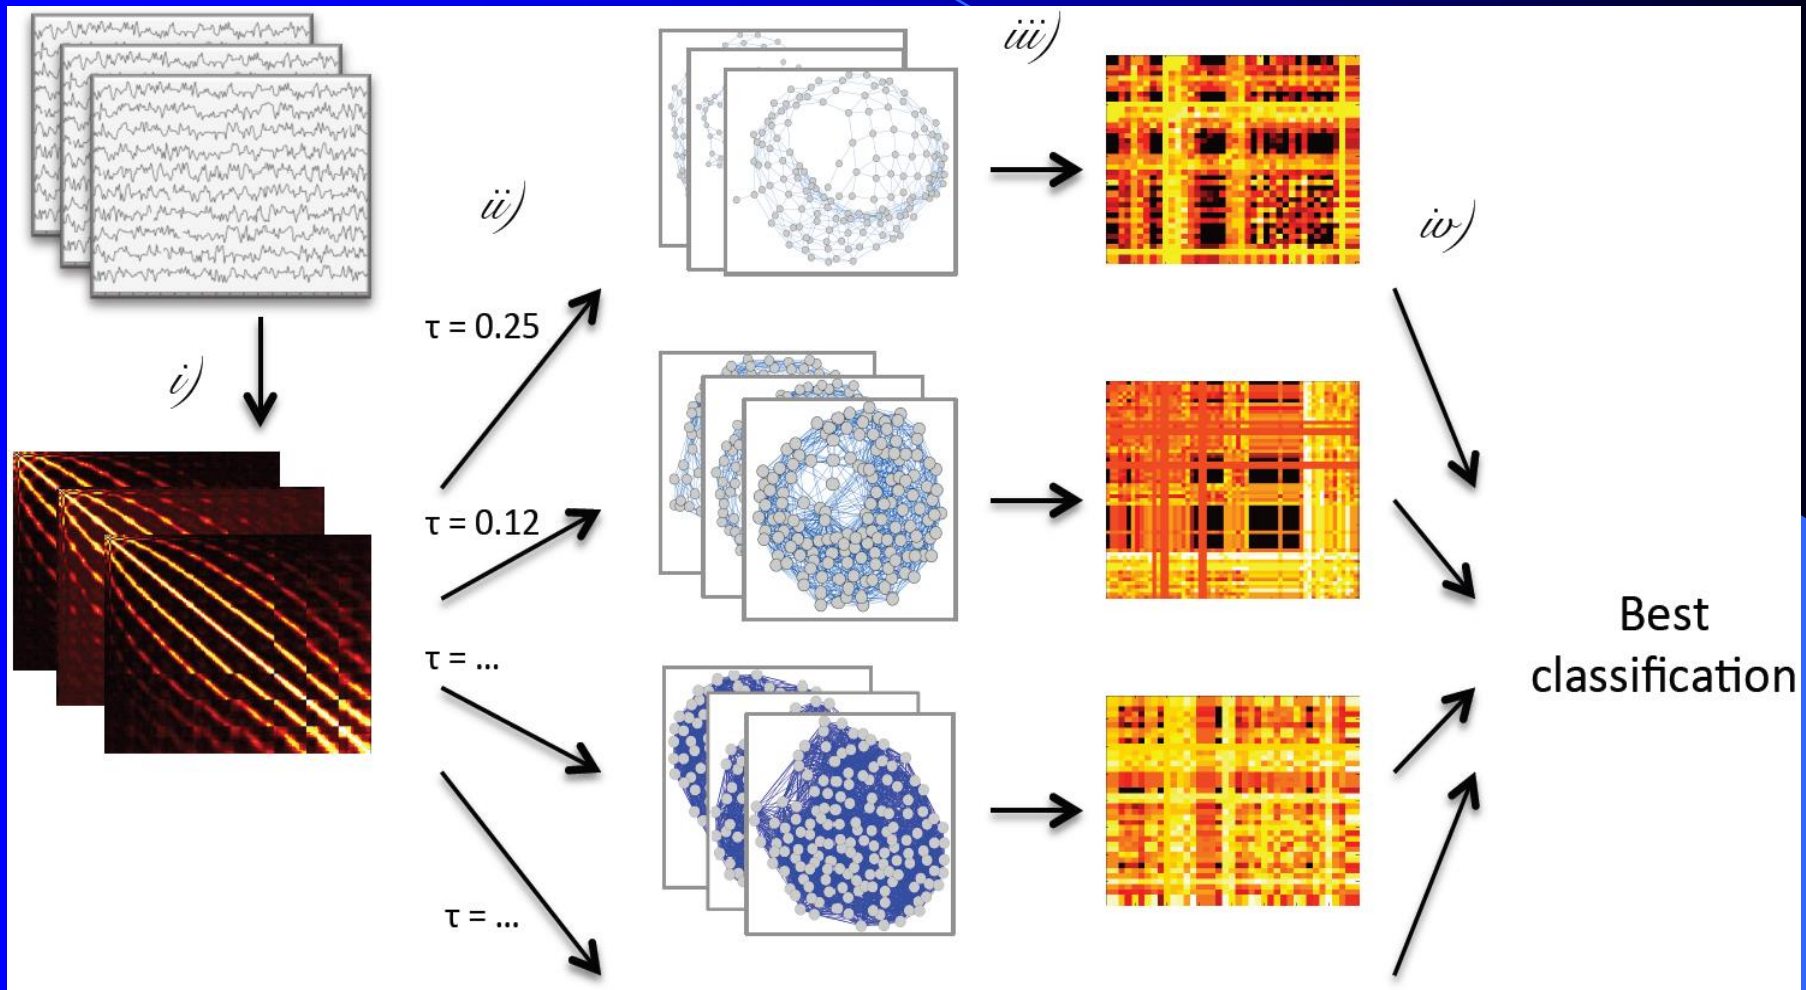 i)
ii)
τ = 0.25
τ = 0.12
τ = ...
τ = ...
iii)
iv)
Best
classification